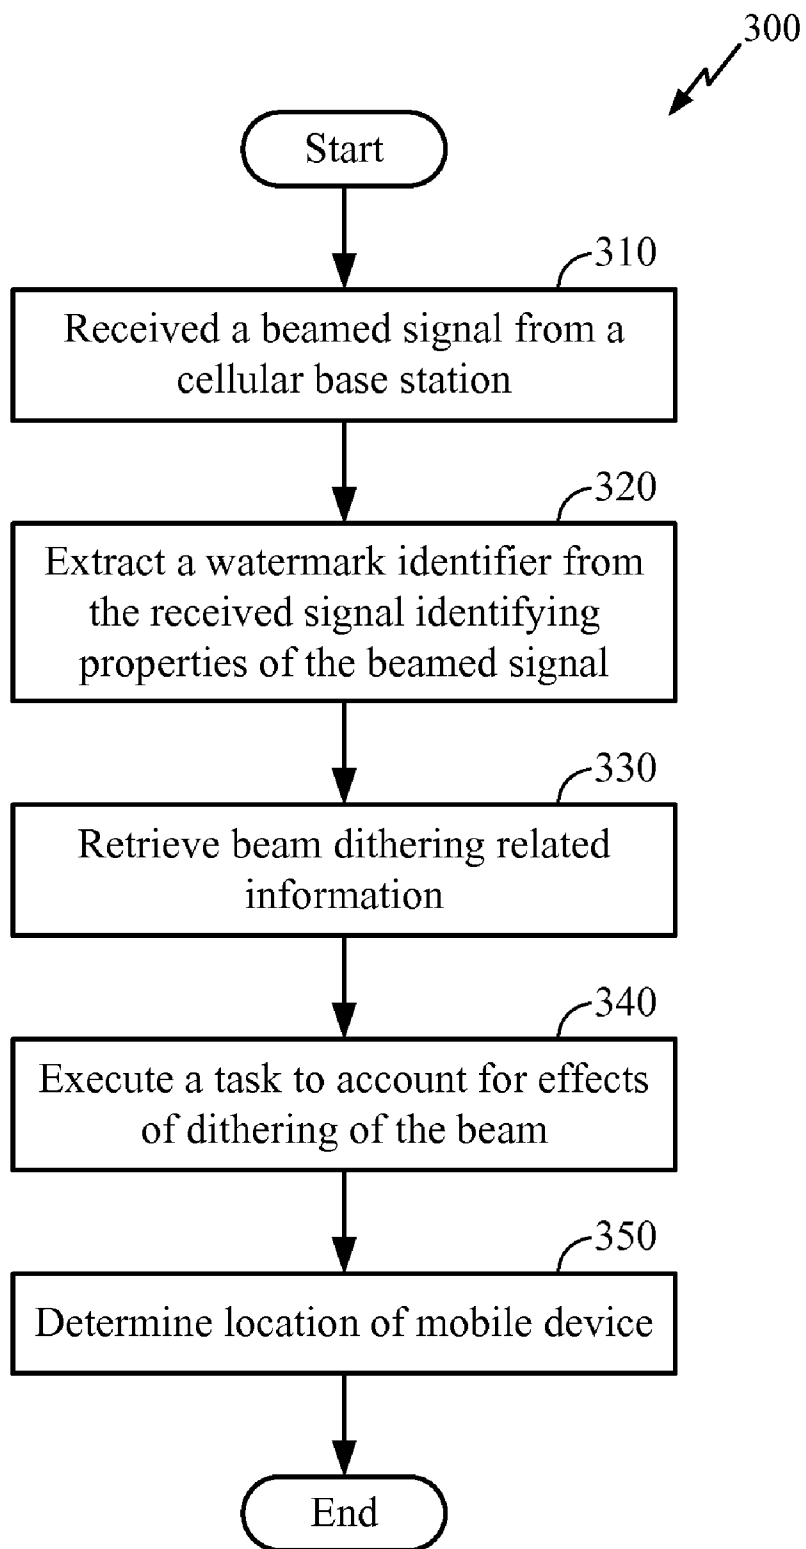 300
Start
310
Received a beamed signal from a
cellular base station
320
Extract a watermark identifier from
the received signal identifying
properties of the beamed signal
330
Retrieve beam dithering related
information
340
Execute a task to account for effects
of dithering of the beam
350
Determine location of mobile device
End